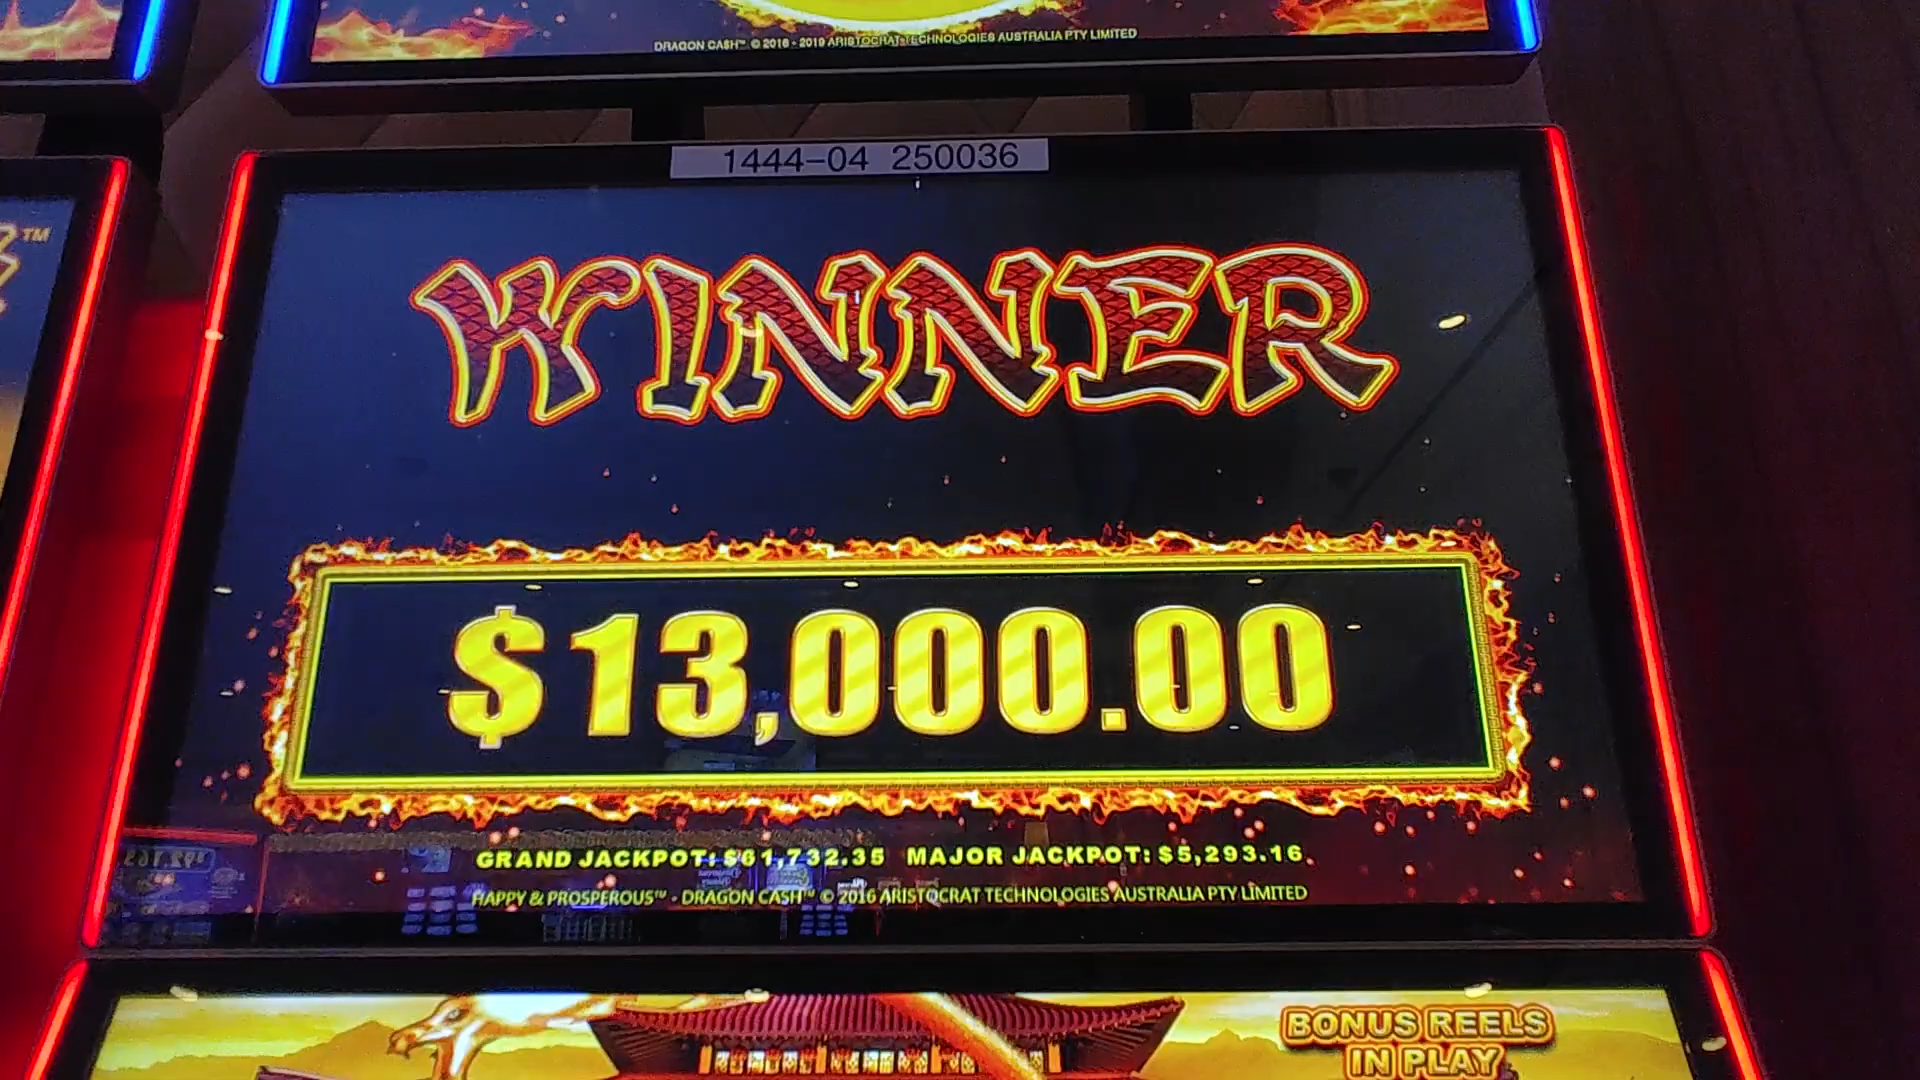 DRAGON CASH™ © 2016 - 2019 ARISTOCRAT TECHNOLOGIES AUSTRALIA PTY LIMITED
1444-04 250036
TM
WINNER
$13,000.00
GRAND JACKPOT: $61,732.35 MAJOR JACKPOT: $5,293.16
HAPPY & PROSPEROUS™ - DRAGON CASH™ © 2016 ARISTOCRAT TECHNOLOGIES AUSTRALIA PTY LIMITED
BONUS REELS
IN PLAY